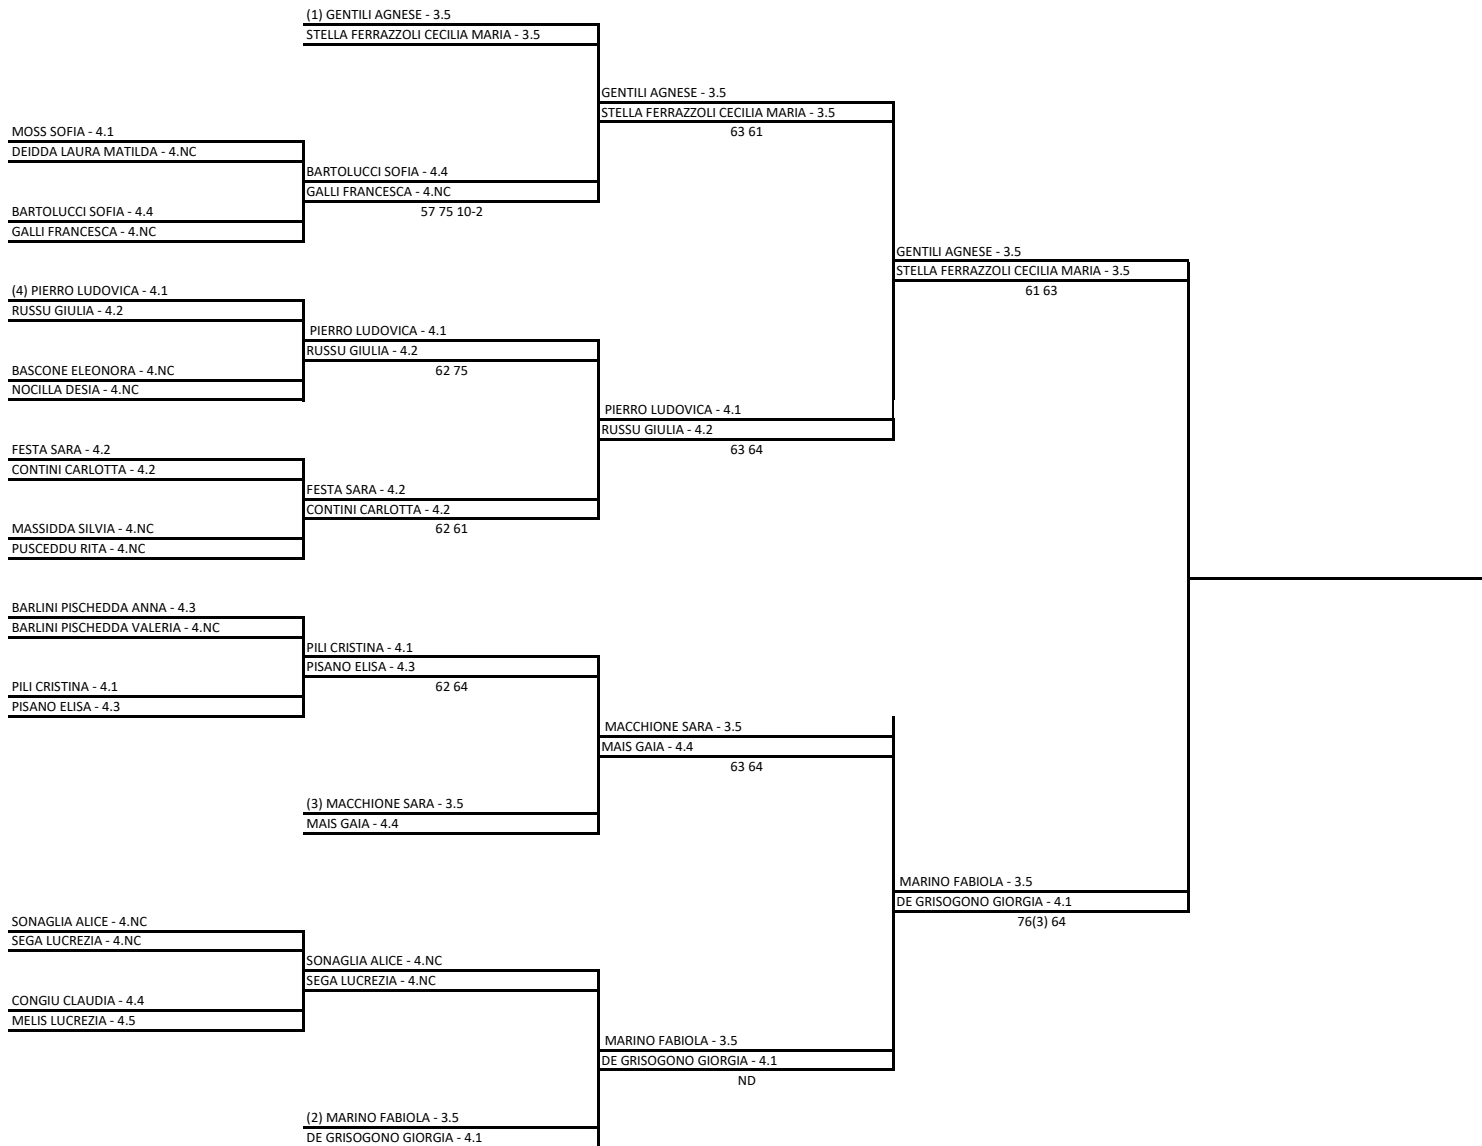 (1) GENTILI AGNESE - 3.5
STELLA FERRAZZOLI CECILIA MARIA - 3.5
GENTILI AGNESE - 3.5
STELLA FERRAZZOLI CECILIA MARIA - 3.5
63 61
MOSS SOFIA - 4.1
DEIDDA LAURA MATILDA - 4.NC
BARTOLUCCI SOFIA - 4.4
GALLI FRANCESCA - 4.NC
57 75 10-2
BARTOLUCCI SOFIA - 4.4
GALLI FRANCESCA - 4.NC
GENTILI AGNESE - 3.5
STELLA FERRAZZOLI CECILIA MARIA - 3.5
61 63
(4) PIERRO LUDOVICA - 4.1
RUSSU GIULIA - 4.2
PIERRO LUDOVICA - 4.1
RUSSU GIULIA - 4.2
62 75
BASCONE ELEONORA - 4.NC
NOCILLA DESIA - 4.NC
PIERRO LUDOVICA - 4.1
RUSSU GIULIA - 4.2
63 64
FESTA SARA - 4.2
CONTINI CARLOTTA - 4.2
FESTA SARA - 4.2
CONTINI CARLOTTA - 4.2
62 61
MASSIDDA SILVIA - 4.NC
PUSCEDDU RITA - 4.NC
BARLINI PISCHEDDA ANNA - 4.3
BARLINI PISCHEDDA VALERIA - 4.NC
PILI CRISTINA - 4.1
PISANO ELISA - 4.3
62 64
PILI CRISTINA - 4.1
PISANO ELISA - 4.3
MACCHIONE SARA - 3.5
MAIS GAIA - 4.4
63 64
(3) MACCHIONE SARA - 3.5
MAIS GAIA - 4.4
MARINO FABIOLA - 3.5
DE GRISOGONO GIORGIA - 4.1
76(3) 64
SONAGLIA ALICE - 4.NC
SEGA LUCREZIA - 4.NC
SONAGLIA ALICE - 4.NC
SEGA LUCREZIA - 4.NC
CONGIU CLAUDIA - 4.4
MELIS LUCREZIA - 4.5
MARINO FABIOLA - 3.5
DE GRISOGONO GIORGIA - 4.1
ND
(2) MARINO FABIOLA - 3.5
DE GRISOGONO GIORGIA - 4.1